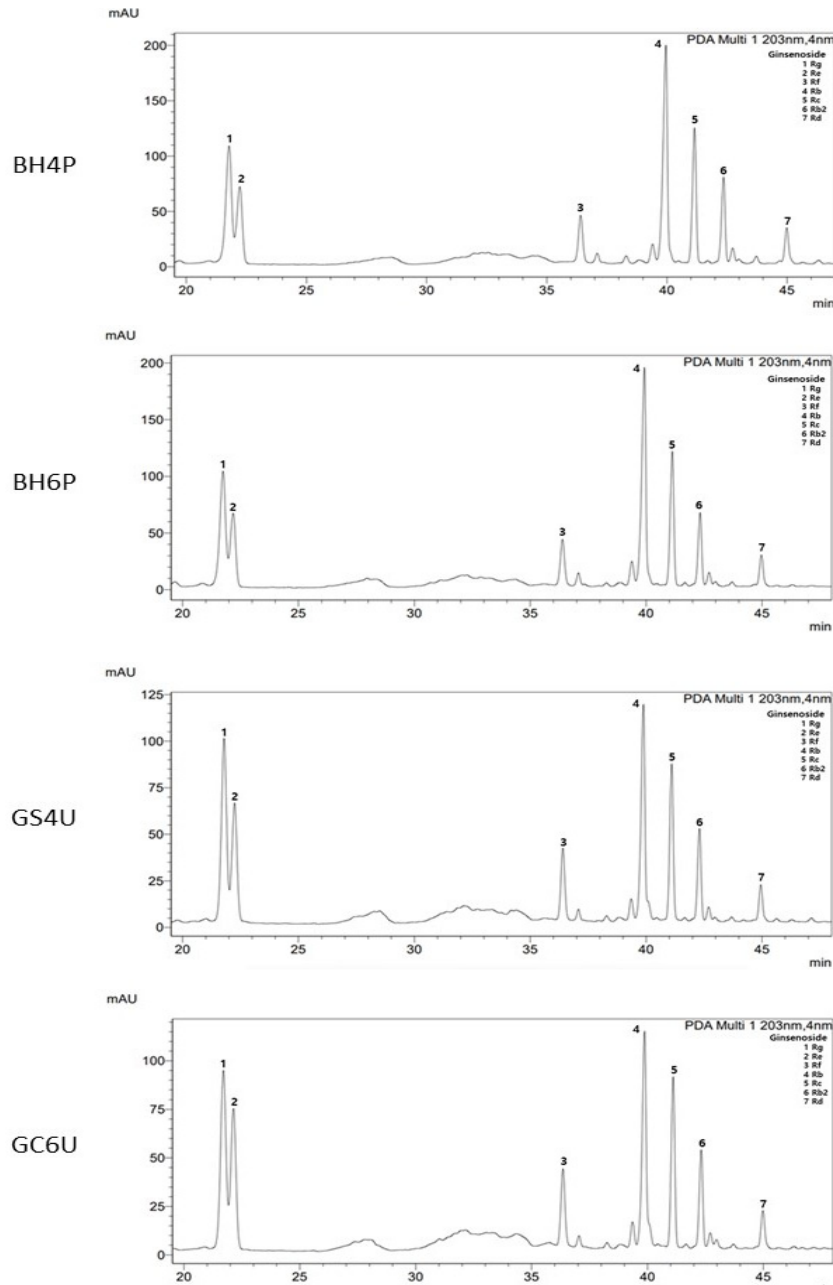 mAU
PDA Multi 1 203nm,4nm
Ginsenoside
1 Rg
2 Re
3 Rf
4 Rb
5 Rc
6 Rb2
7 Rd
BH4P
200
150
100
50
0
1
2
3
4
5
6
7
20 25 30 35 40 45
min
mAU
PDA Multi 1 203nm,4nm
Ginsenoside
1 Rg
2 Re
3 Rf
4 Rb
5 Rc
6 Rb2
7 Rd
BH6P
200
150
100
50
0
1
2
3
4
5
6
7
20 25 30 35 40 45
min
mAU
PDA Multi 1 203nm,4nm
Ginsenoside
1 Rg
2 Re
3 Rf
4 Rb
5 Rc
6 Rb2
7 Rd
GS4U
125
100
75
50
25
0
1
2
3
4
5
6
7
20 25 30 35 40 45
min
mAU
PDA Multi 1 203nm,4nm
Ginsenoside
1 Rg
2 Re
3 Rf
4 Rb
5 Rc
6 Rb2
7 Rd
GC6U
100
75
50
25
0
1
2
3
4
5
6
7
20 25 30 35 40 45